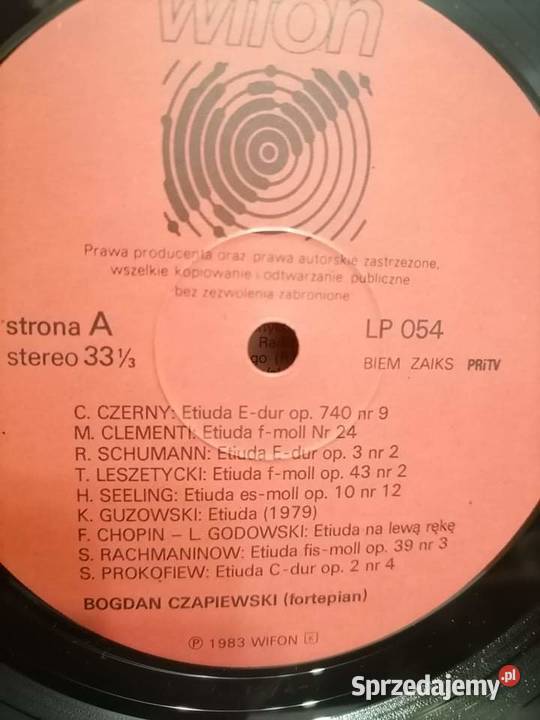 wifon
Prawa producenta oraz prawa autorskie zastrzeżone,
wszelkie kopiowanie i odtwarzanie publiczne
bez zezwolenia zabronione
strona A
LP 054
stereo 33 1/3
BIEM ZAIKS PRiTV
C. CZERNY: Etiuda E-dur op. 740 nr 9
M. CLEMENTI: Etiuda f-moll Nr 24
R. SCHUMANN: Etiuda E-dur op. 3 nr 2
T. LESZETYCKI: Etiuda f-moll op. 43 nr 2
H. SEELING: Etiuda es-moll op. 10 nr 12
K. GUZOWSKI: Etiuda (1979)
F. CHOPIN – L. GODOWSKI: Etiuda na lewą rękę
S. RACHMANINOW: Etiuda fis-moll op. 39 nr 3
S. PROKOFIEW: Etiuda C-dur op. 2 nr 4
BOGDAN CZAPIEWSKI (fortepian)
Ⓟ 1983 WIFON K
Sprzedajemy.pl